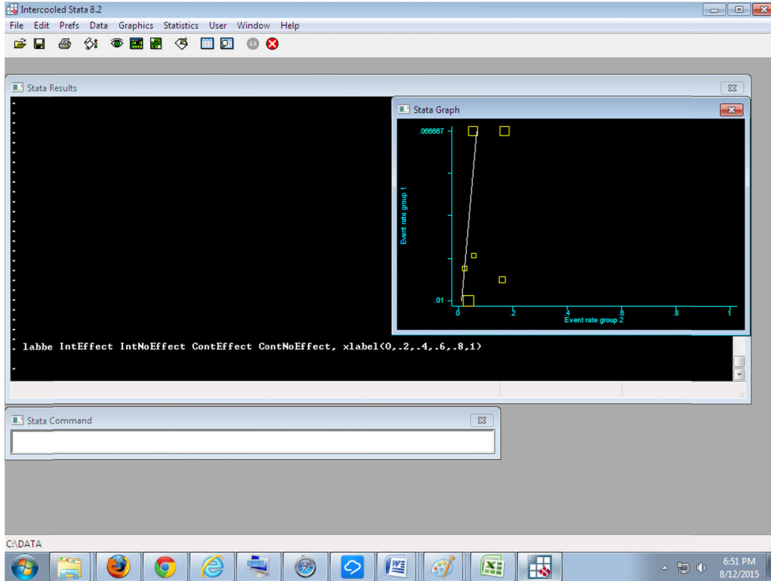 Intercooled Stata 8.2
File Edit Prefs Data Graphics Statistics User Window Help
Stata Results
Stata Graph
.066667
Event rate group 1
.01
0 .2 .4 .6 .8 1
Event rate group 2
. labbe IntEffect IntNoEffect ContEffect ContNoEffect, xlabel(0,.2,.4,.6,.8,1)
Stata Command
C:\DATA
6:51 PM
8/12/2015